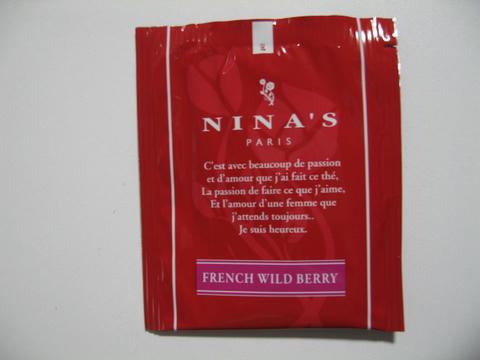 NINA'S
PARIS
C'est avec beaucoup de passion
et d'amour que j'ai fait ce thé,
La passion de faire ce que j'aime,
Et l'amour d'une femme que
j'attends toujours..
Je suis heureux.
FRENCH WILD BERRY